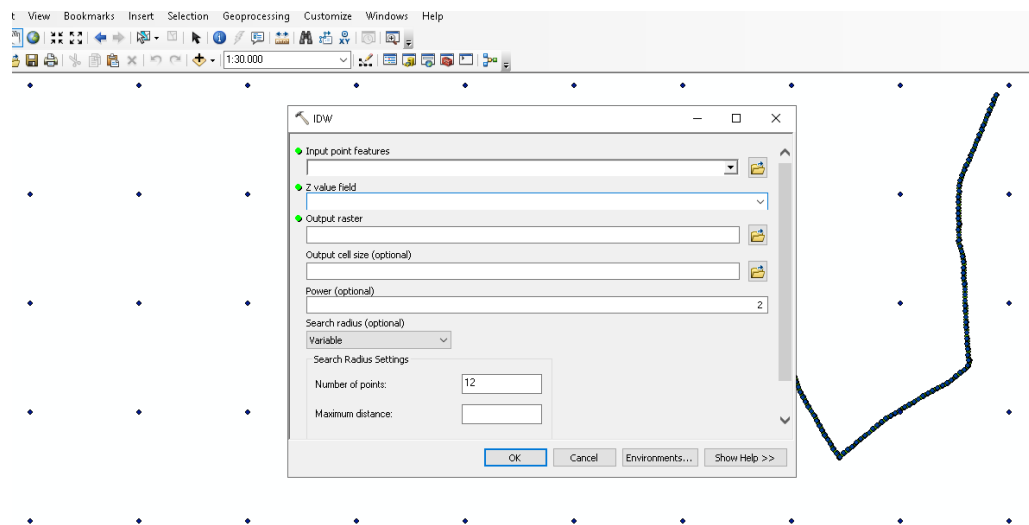 t View Bookmarks Insert Selection Geoprocessing Customize Windows Help
1:30.000
IDW
Input point features
Z value field
Output raster
Output cell size (optional)
Power (optional)
2
Search radius (optional)
Variable
Search Radius Settings
Number of points: 12
Maximum distance:
OK Cancel Environments... Show Help >>